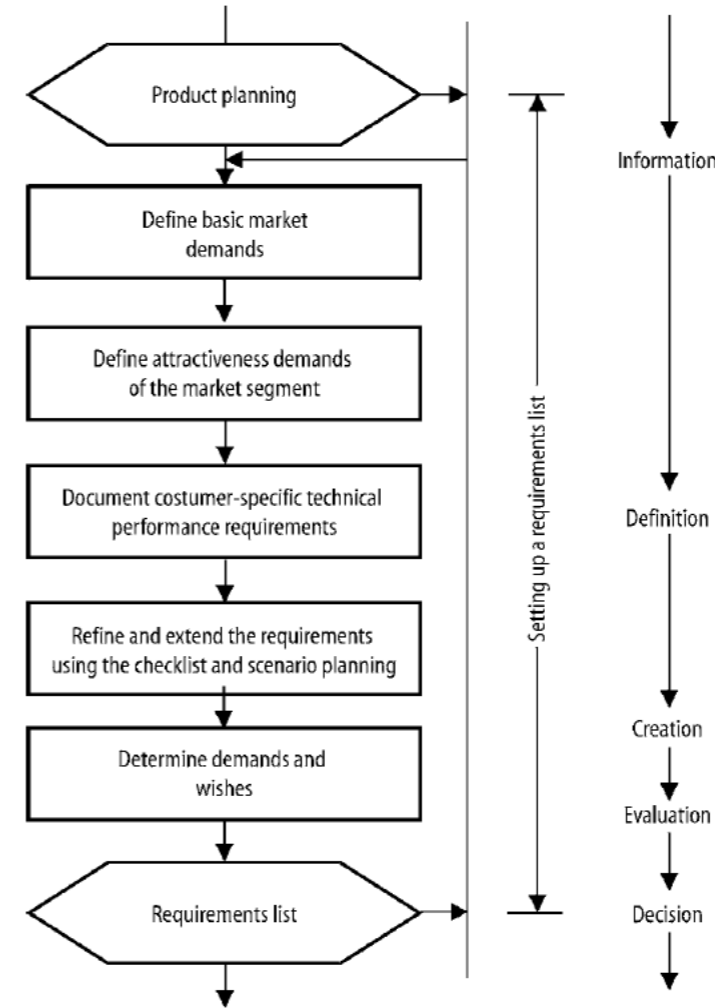 Product planning
Information
Define basic market
demands
Define attractiveness demands
of the market segment
Setting up a requirements list
Document costumer-specific technical
performance requirements
Definition
Refine and extend the requirements
using the checklist and scenario planning
Creation
Determine demands and
wishes
Evaluation
Requirements list
Decision